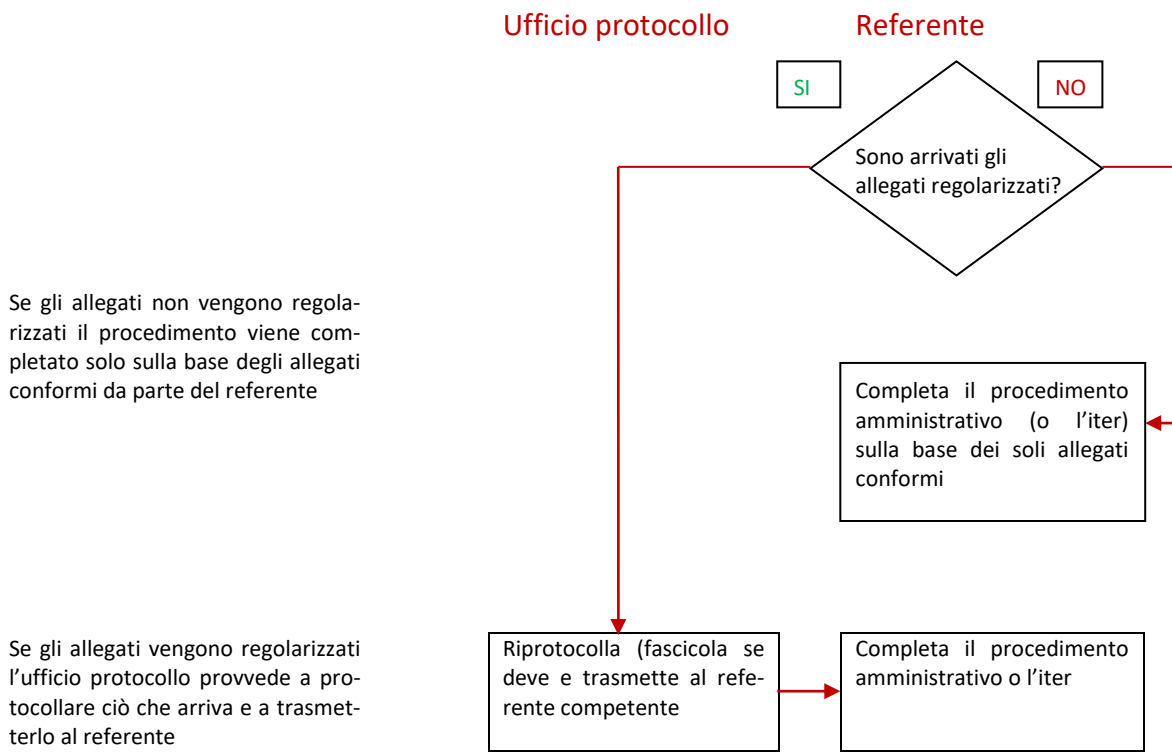 Ufficio protocollo
Referente
SI
NO
Sono arrivati gli
allegati regolarizzati?
Se gli allegati non vengono regola-
rizzati il procedimento viene com-
pletato solo sulla base degli allegati
conformi da parte del referente
Completa il procedimento
amministrativo (o l’iter)
sulla base dei soli allegati
conformi
Se gli allegati vengono regolarizzati
l’ufficio protocollo provvede a pro-
tocollare ciò che arriva e a trasmet-
terlo al referente
Riprotocolla (fascicola se
deve e trasmette al refe-
rente competente
Completa il procedimento
amministrativo o l’iter